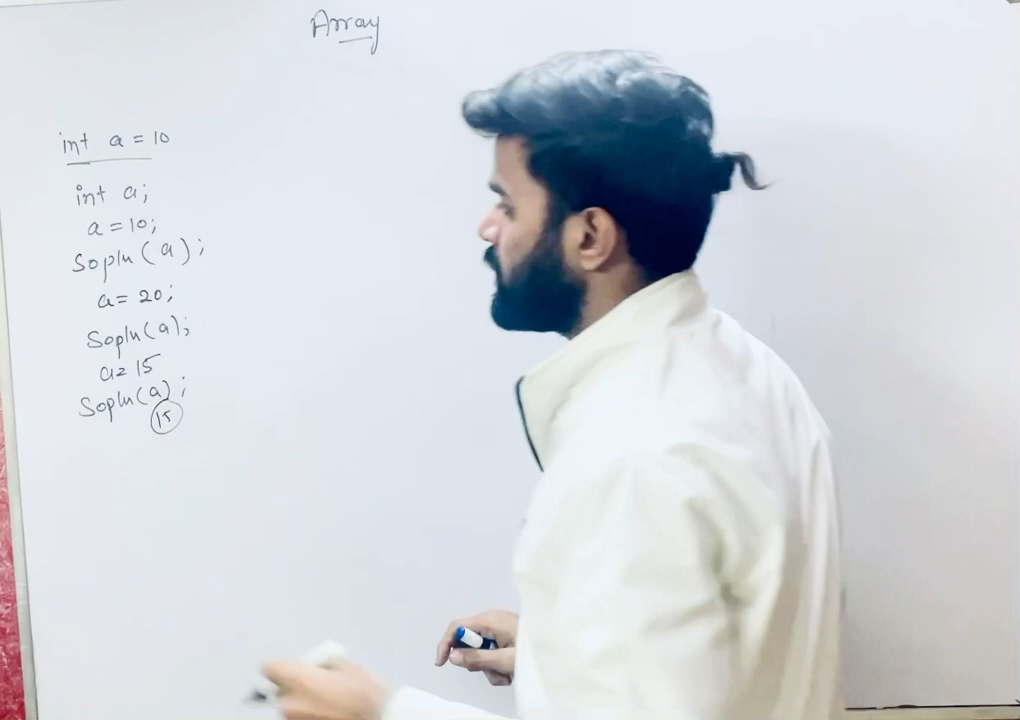 Array
int a = 10
int a;
a = 10;
Sopln(a);
a = 20;
Sopln(a);
a = 15
Sopln(a);
15